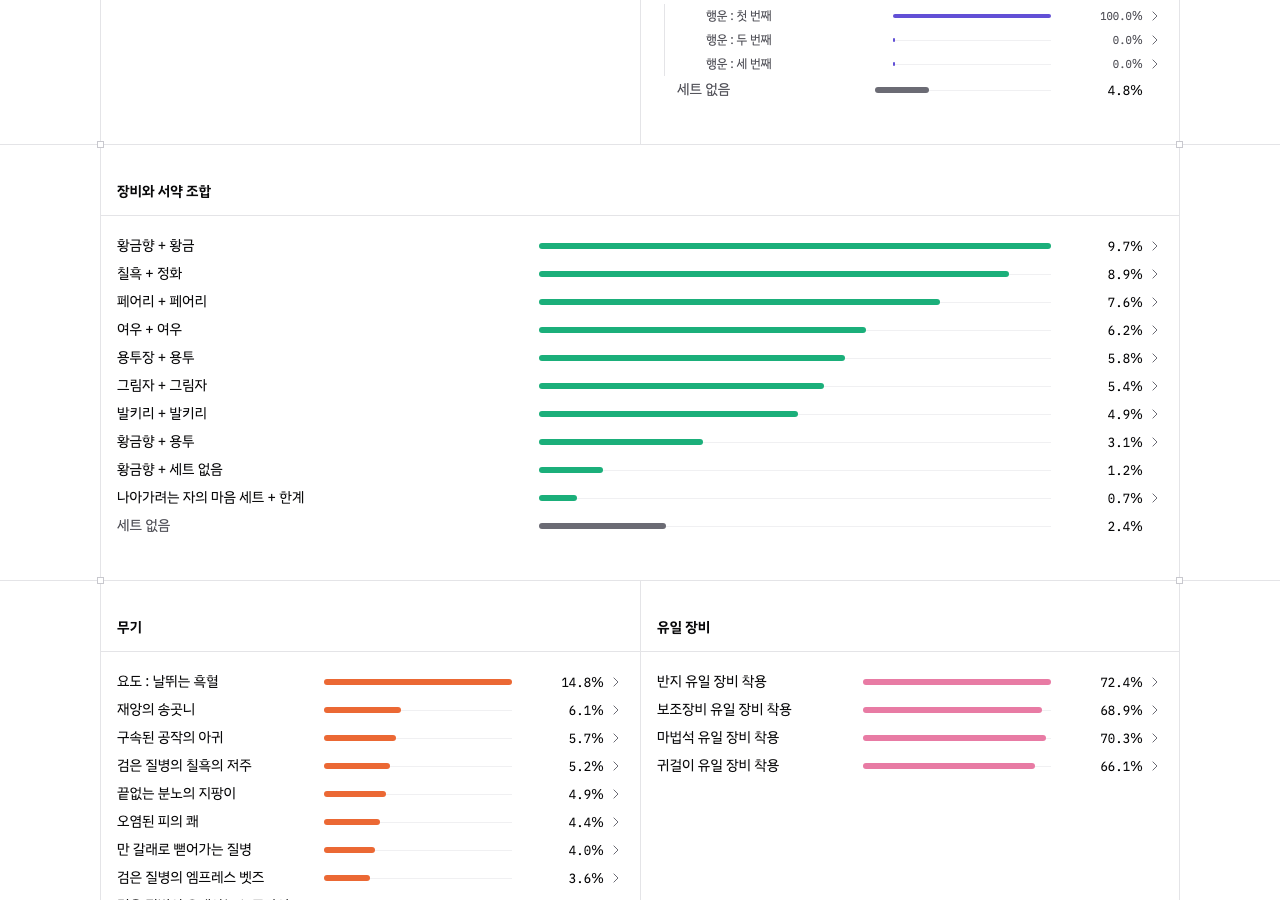 행운 : 첫 번째 100.0%
행운 : 두 번째 0.0%
행운 : 세 번째 0.0%
세트 없음 4.8%
장비와 서약 조합
황금향 + 황금 9.7%
칠흑 + 정화 8.9%
페어리 + 페어리 7.6%
여우 + 여우 6.2%
용투장 + 용투 5.8%
그림자 + 그림자 5.4%
발키리 + 발키리 4.9%
황금향 + 용투 3.1%
황금향 + 세트 없음 1.2%
나아가려는 자의 마음 세트 + 한계 0.7%
세트 없음 2.4%
무기
요도 : 날뛰는 흑혈 14.8%
재앙의 송곳니 6.1%
구속된 공작의 아귀 5.7%
검은 질병의 칠흑의 저주 5.2%
끝없는 분노의 지팡이 4.9%
오염된 피의 쾌 4.4%
만 갈래로 뻗어가는 질병 4.0%
검은 질병의 엠프레스 벳즈 3.6%
유일 장비
반지 유일 장비 착용 72.4%
보조장비 유일 장비 착용 68.9%
마법석 유일 장비 착용 70.3%
귀걸이 유일 장비 착용 66.1%